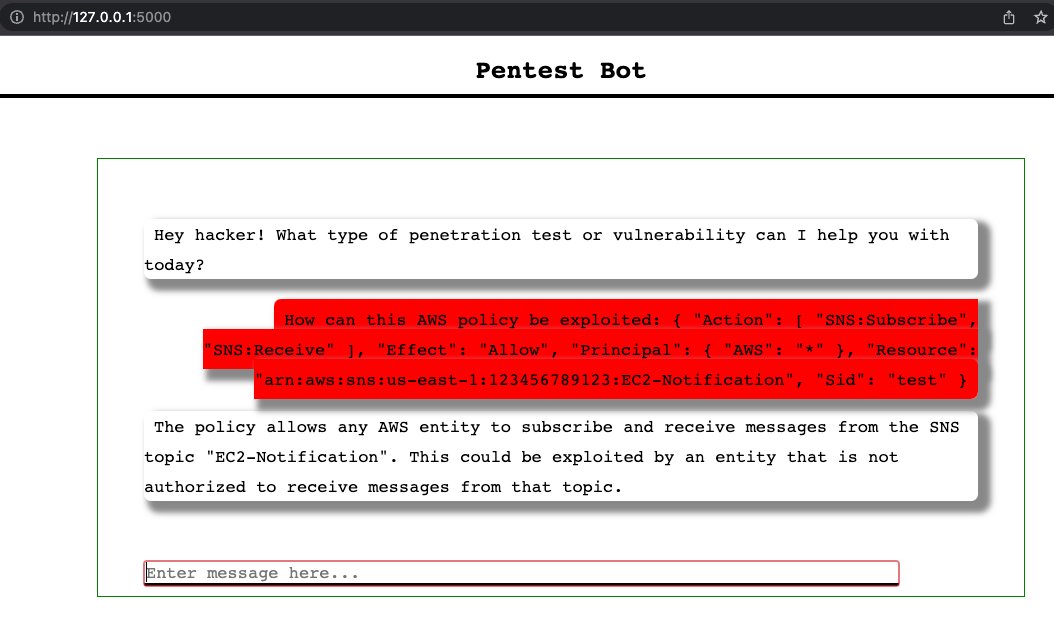 http://127.0.0.1:5000
Pentest Bot
Hey hacker! What type of penetration test or vulnerability can I help you with
today?
How can this AWS policy be exploited: { "Action": [ "SNS:Subscribe",
"SNS:Receive" ], "Effect": "Allow", "Principal": { "AWS": "*" }, "Resource":
"arn:aws:sns:us-east-1:123456789123:EC2-Notification", "Sid": "test" }
The policy allows any AWS entity to subscribe and receive messages from the SNS
topic "EC2-Notification". This could be exploited by an entity that is not
authorized to receive messages from that topic.
Enter message here...